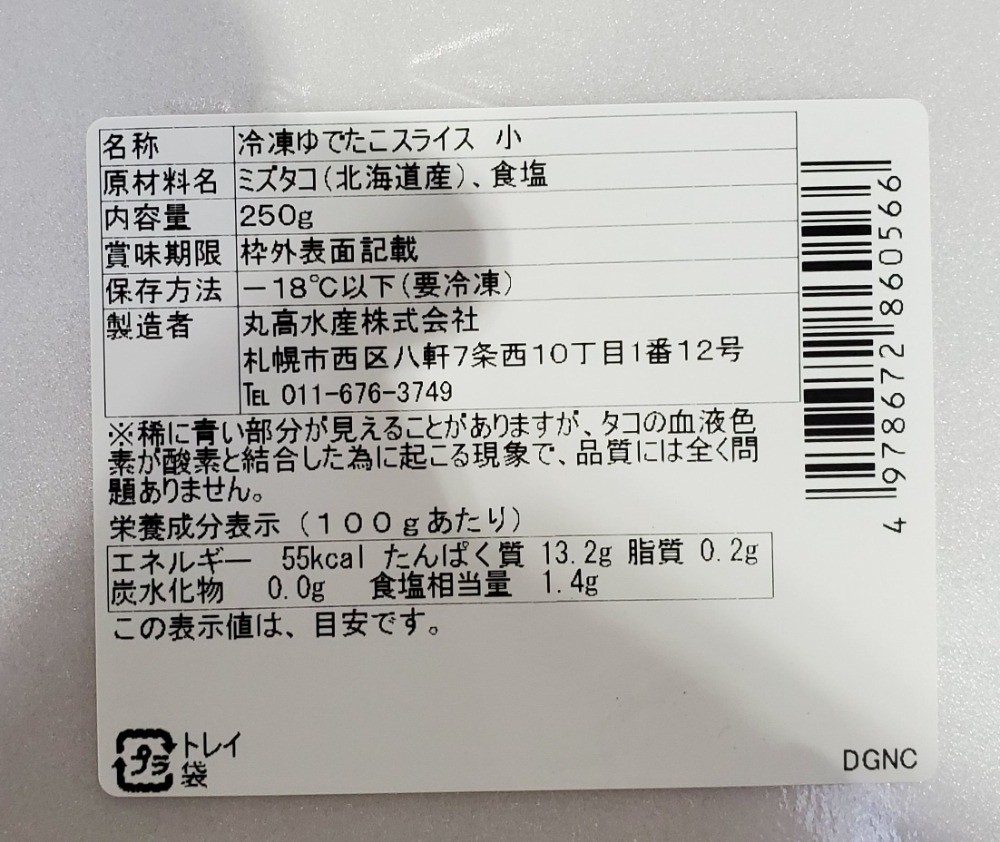 名称 冷凍ゆでたこスライス 小
原材料名 ミズタコ(北海道産)、食塩
内容量 250g
賞味期限 枠外表面記載
保存方法 －18℃以下(要冷凍)
製造者 丸高水産株式会社
札幌市西区八軒7条西10丁目1番12号
℡ 011-676-3749
※稀に青い部分が見えることがありますが、タコの血液色
素が酸素と結合した為に起こる現象で、品質には全く問
題ありません。
栄養成分表示（１００ｇあたり）
エネルギー 55kcal たんぱく質 13.2g 脂質 0.2g
炭水化物 0.0g 食塩相当量 1.4g
この表示値は、目安です。
プラ トレイ
袋
DGNC
4978672860566